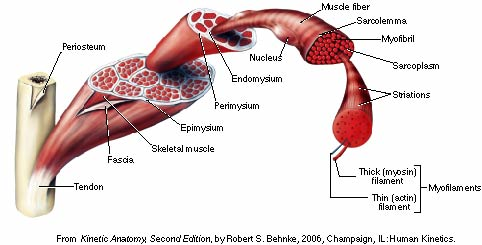 Muscle fiber
Sarcolemma
Myofibril
Periosteum
Nucleus
Sarcoplasm
Endomysium
Striations
Perimysium
Epimysium
Skeletal muscle
Fascia
Thick (myosin)
filament
Myofilaments
Tendon
Thin (actin)
filament
From Kinetic Anatomy, Second Edition, by Robert S. Behnke, 2006, Champaign, IL: Human Kinetics.